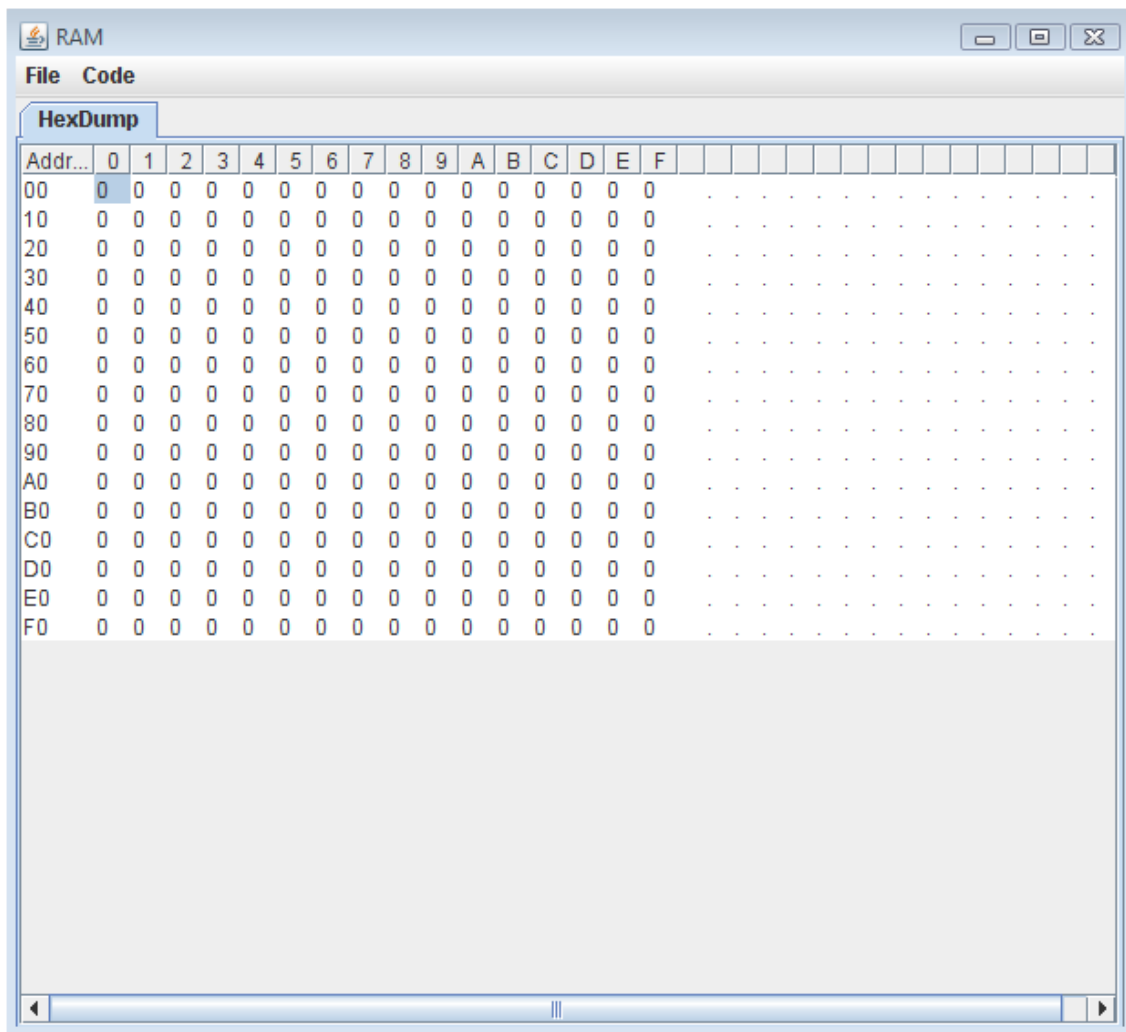 RAM
File Code
HexDump
Addr... 0 1 2 3 4 5 6 7 8 9 A B C D E F
00 0 0 0 0 0 0 0 0 0 0 0 0 0 0 0 0 . . . . . . . . . . . . . . .
10 0 0 0 0 0 0 0 0 0 0 0 0 0 0 0 0 . . . . . . . . . . . . . . .
20 0 0 0 0 0 0 0 0 0 0 0 0 0 0 0 0 . . . . . . . . . . . . . . .
30 0 0 0 0 0 0 0 0 0 0 0 0 0 0 0 0 . . . . . . . . . . . . . . .
40 0 0 0 0 0 0 0 0 0 0 0 0 0 0 0 0 . . . . . . . . . . . . . . .
50 0 0 0 0 0 0 0 0 0 0 0 0 0 0 0 0 . . . . . . . . . . . . . . .
60 0 0 0 0 0 0 0 0 0 0 0 0 0 0 0 0 . . . . . . . . . . . . . . .
70 0 0 0 0 0 0 0 0 0 0 0 0 0 0 0 0 . . . . . . . . . . . . . . .
80 0 0 0 0 0 0 0 0 0 0 0 0 0 0 0 0 . . . . . . . . . . . . . . .
90 0 0 0 0 0 0 0 0 0 0 0 0 0 0 0 0 . . . . . . . . . . . . . . .
A0 0 0 0 0 0 0 0 0 0 0 0 0 0 0 0 0 . . . . . . . . . . . . . . .
B0 0 0 0 0 0 0 0 0 0 0 0 0 0 0 0 0 . . . . . . . . . . . . . . .
C0 0 0 0 0 0 0 0 0 0 0 0 0 0 0 0 0 . . . . . . . . . . . . . . .
D0 0 0 0 0 0 0 0 0 0 0 0 0 0 0 0 0 . . . . . . . . . . . . . . .
E0 0 0 0 0 0 0 0 0 0 0 0 0 0 0 0 0 . . . . . . . . . . . . . . .
F0 0 0 0 0 0 0 0 0 0 0 0 0 0 0 0 0 . . . . . . . . . . . . . . .